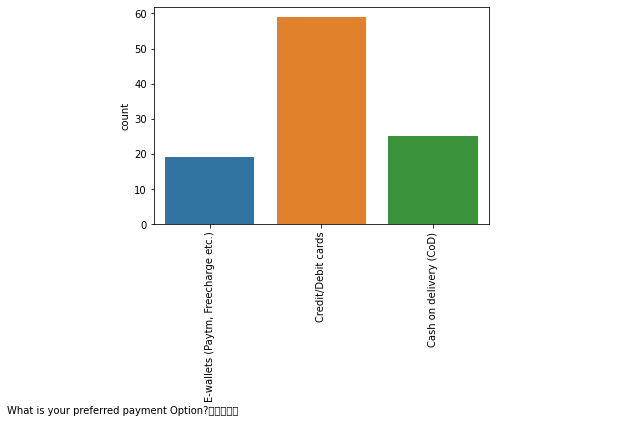 60
50
40
30
20
10
0
count
E-wallets (Paytm, Freecharge etc.)
Credit/Debit cards
Cash on delivery (CoD)
What is your preferred payment Option?